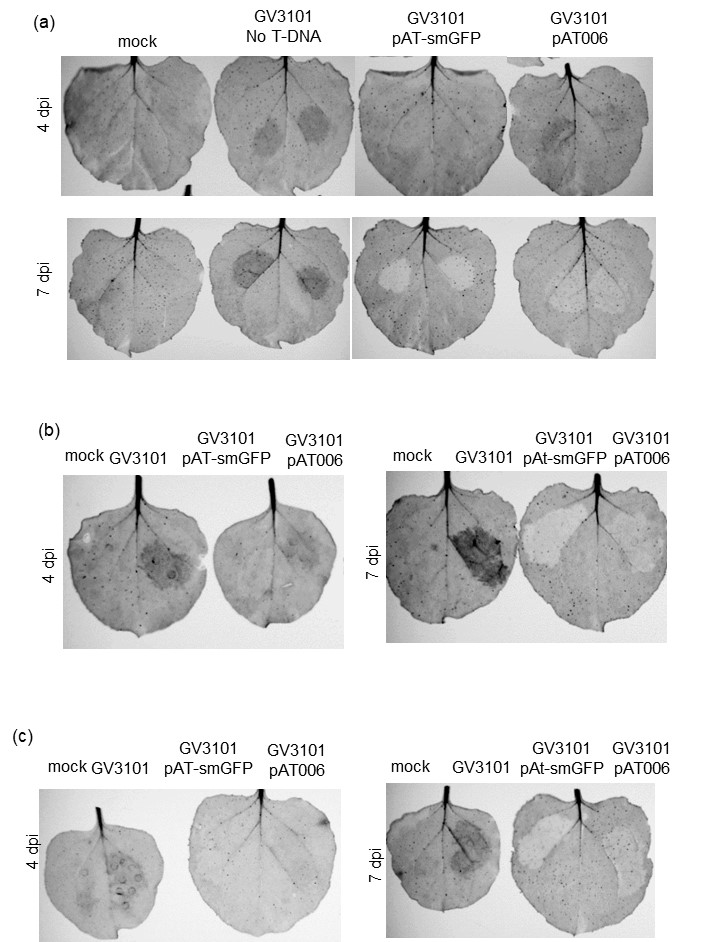 (a)
mock
GV3101
No T-DNA
GV3101
pAT-smGFP
GV3101
pAT006
4 dpi
7 dpi
(b)
mock GV3101
GV3101
pAT-smGFP
GV3101
pAT006
4 dpi
mock
GV3101
GV3101
pAt-smGFP
GV3101
pAT006
7 dpi
(c)
mock GV3101
GV3101
pAT-smGFP
GV3101
pAT006
4 dpi
mock
GV3101
GV3101
pAt-smGFP
GV3101
pAT006
7 dpi